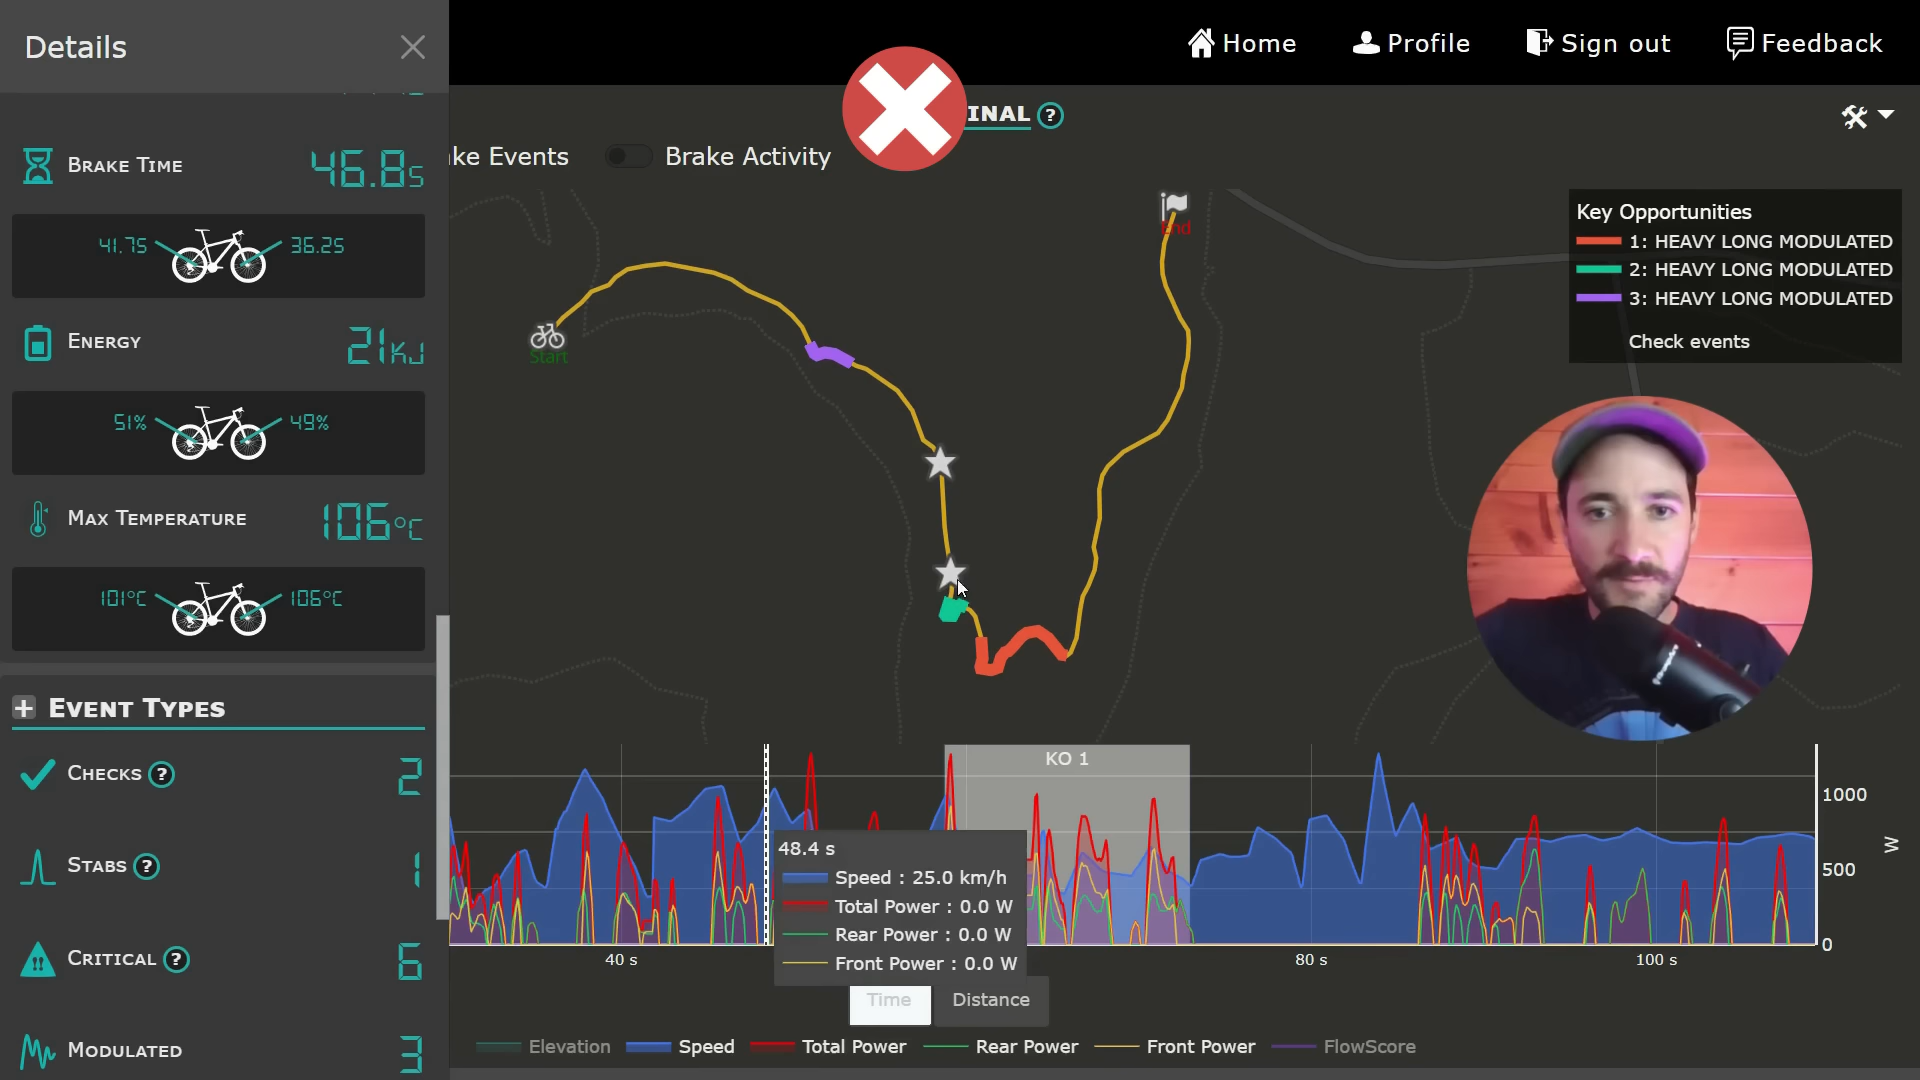 Details
Home
Profile
Sign out
Feedback
INAL ?
ke Events
Brake Activity
BRAKE TIME
46.8s
41.7s
36.2s
ENERGY
21kJ
51%
49%
MAX TEMPERATURE
106°C
101°C
106°C
EVENT TYPES
CHECKS ?
2
STABS ?
1
CRITICAL ?
6
MODULATED
3
Start
End
Key Opportunities
1: HEAVY LONG MODULATED
2: HEAVY LONG MODULATED
3: HEAVY LONG MODULATED
Check events
KO 1
48.4 s
Speed : 25.0 km/h
Total Power : 0.0 W
Rear Power : 0.0 W
Front Power : 0.0 W
1000
500
0
W
40 s
80 s
100 s
Time
Distance
Elevation
Speed
Total Power
Rear Power
Front Power
FlowScore